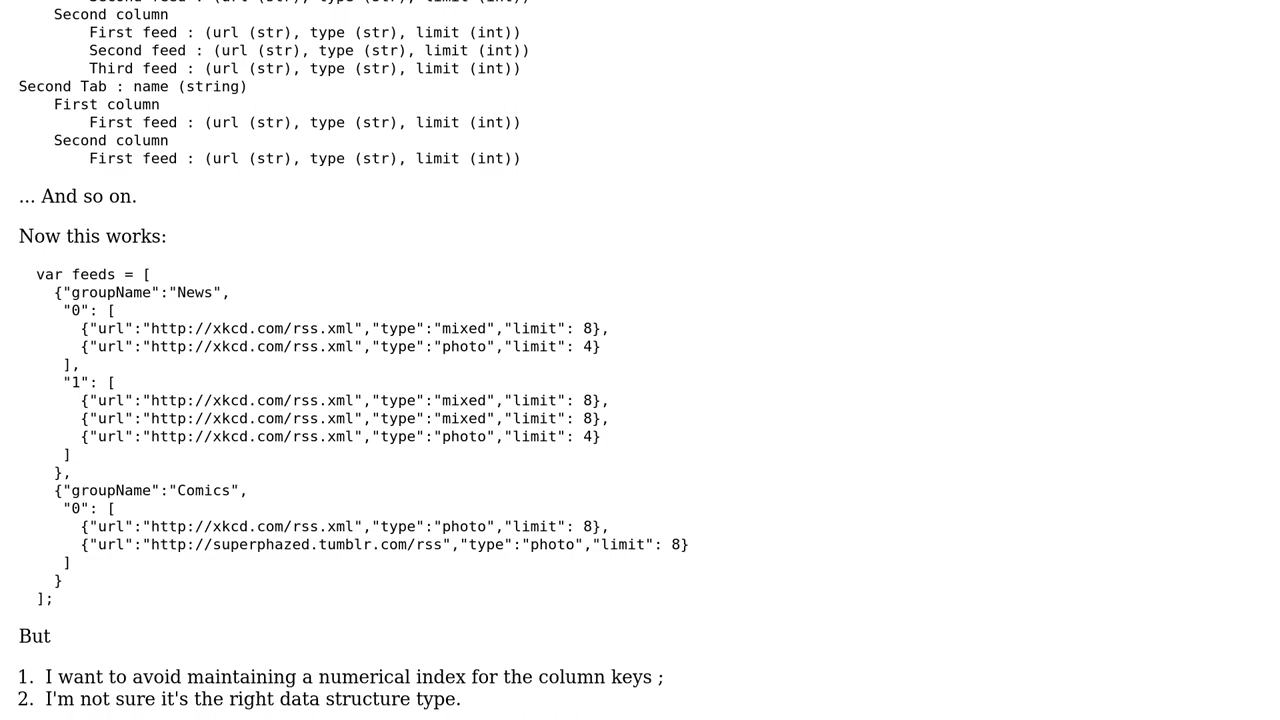 Second feed : (url (str), type (str), limit (int))
Second column
First feed : (url (str), type (str), limit (int))
Second feed : (url (str), type (str), limit (int))
Third feed : (url (str), type (str), limit (int))
Second Tab : name (string)
First column
First feed : (url (str), type (str), limit (int))
Second column
First feed : (url (str), type (str), limit (int))
... And so on.
Now this works:
var feeds = [
{"groupName":"News",
"0": [
{"url":"http://xkcd.com/rss.xml","type":"mixed","limit": 8},
{"url":"http://xkcd.com/rss.xml","type":"photo","limit": 4}
],
"1": [
{"url":"http://xkcd.com/rss.xml","type":"mixed","limit": 8},
{"url":"http://xkcd.com/rss.xml","type":"mixed","limit": 8},
{"url":"http://xkcd.com/rss.xml","type":"photo","limit": 4}
]
},
{"groupName":"Comics",
"0": [
{"url":"http://xkcd.com/rss.xml","type":"photo","limit": 8},
{"url":"http://superphazed.tumblr.com/rss","type":"photo","limit": 8}
]
}
];
But
1. I want to avoid maintaining a numerical index for the column keys ;
2. I'm not sure it's the right data structure type.